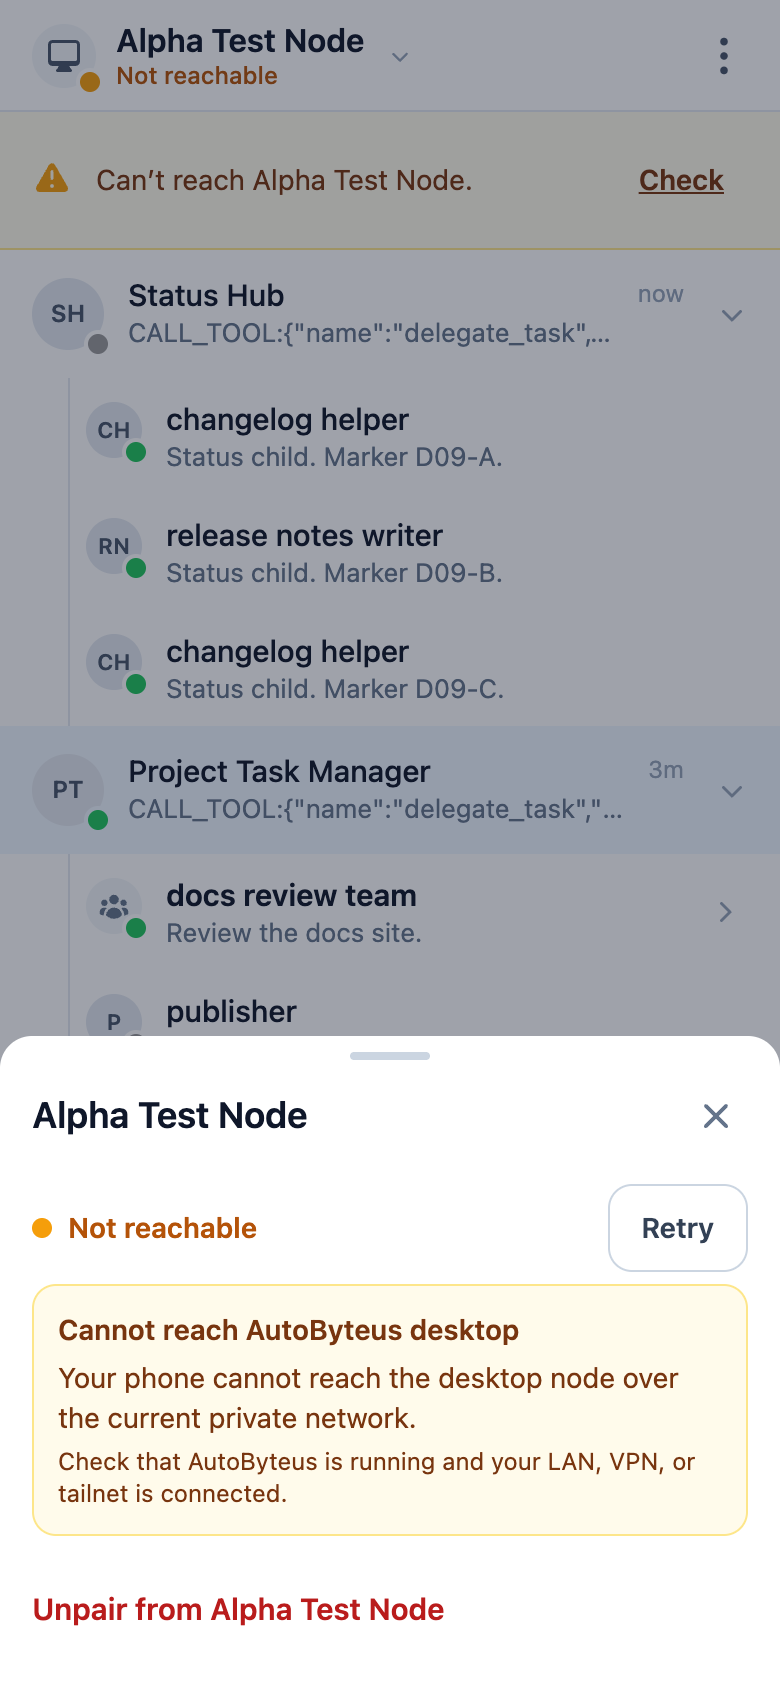 Alpha Test Node
Not reachable
Can’t reach Alpha Test Node.
Check
SH
Status Hub
now
CALL_TOOL:{"name":"delegate_task",...
CH
changelog helper
Status child. Marker D09-A.
RN
release notes writer
Status child. Marker D09-B.
CH
changelog helper
Status child. Marker D09-C.
PT
Project Task Manager
3m
CALL_TOOL:{"name":"delegate_task","...
docs review team
Review the docs site.
P
publisher
Alpha Test Node
Not reachable
Retry
Cannot reach AutoByteus desktop
Your phone cannot reach the desktop node over
the current private network.
Check that AutoByteus is running and your LAN, VPN, or
tailnet is connected.
Unpair from Alpha Test Node